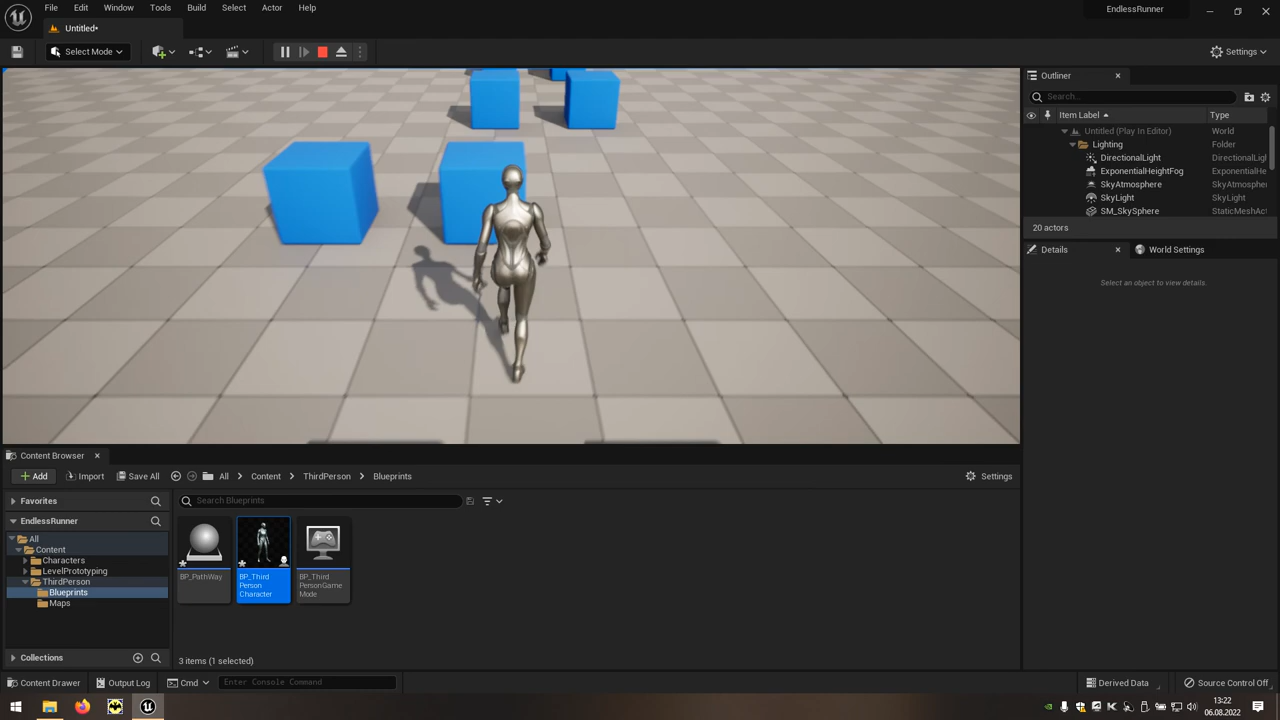 File Edit Window Tools Build Select Actor Help
EndlessRunner
Untitled*
Select Mode
Settings
Outliner
Search...
Item Label Type
Untitled (Play In Editor) World
Lighting Folder
DirectionalLight DirectionalLigl
ExponentialHeightFog ExponentialHe
SkyAtmosphere SkyAtmosphere
SkyLight SkyLight
SM_SkySphere StaticMeshAct
20 actors
Details World Settings
Select an object to view details.
Content Browser
Add Import Save All All Content ThirdPerson Blueprints Settings
Favorites
Search Blueprints
EndlessRunner
All
Content
Characters
LevelPrototyping
ThirdPerson
Blueprints
Maps
BP_PathWay
BP_Third
Person
Character
BP_Third
PersonGame
Mode
Collections
3 items (1 selected)
Content Drawer Output Log Cmd Enter Console Command Derived Data Source Control Off
13:22
06.08.2022